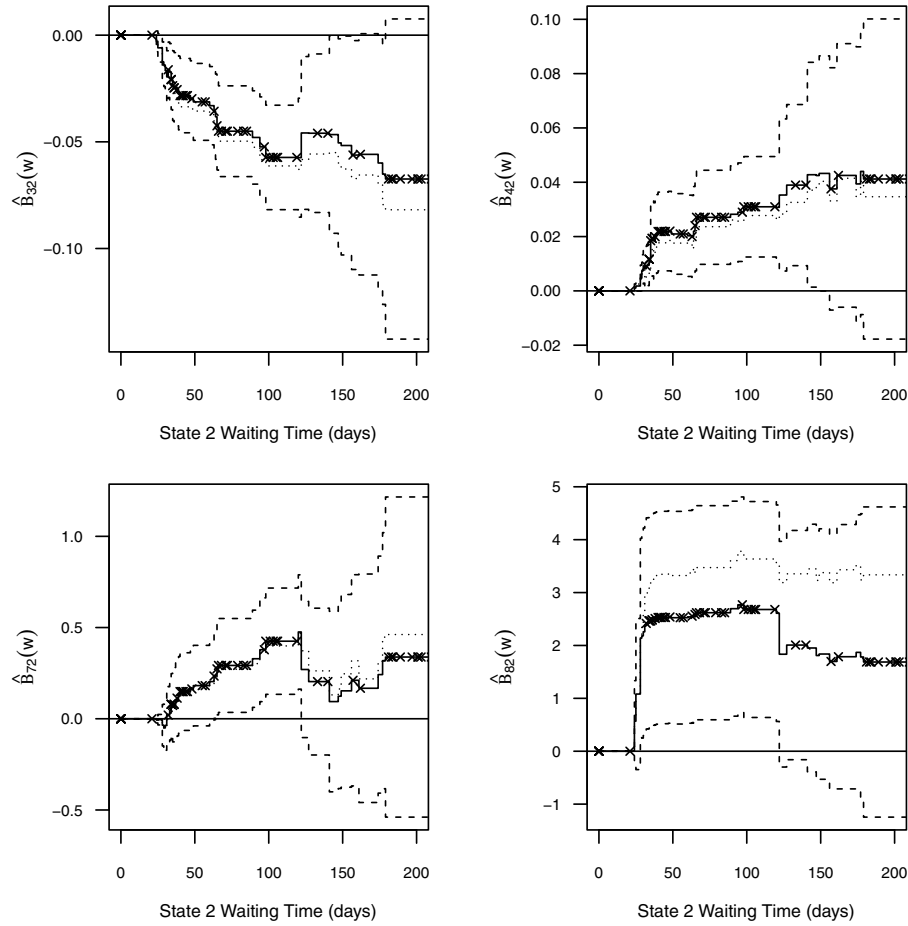 0.00
−0.05
−0.10
B̂32(w)
0 50 100 150 200
State 2 Waiting Time (days)
0.10
0.08
0.06
0.04
0.02
0.00
−0.02
B̂42(w)
0 50 100 150 200
State 2 Waiting Time (days)
1.0
0.5
0.0
−0.5
B̂72(w)
0 50 100 150 200
State 2 Waiting Time (days)
5
4
3
2
1
0
−1
B̂82(w)
0 50 100 150 200
State 2 Waiting Time (days)